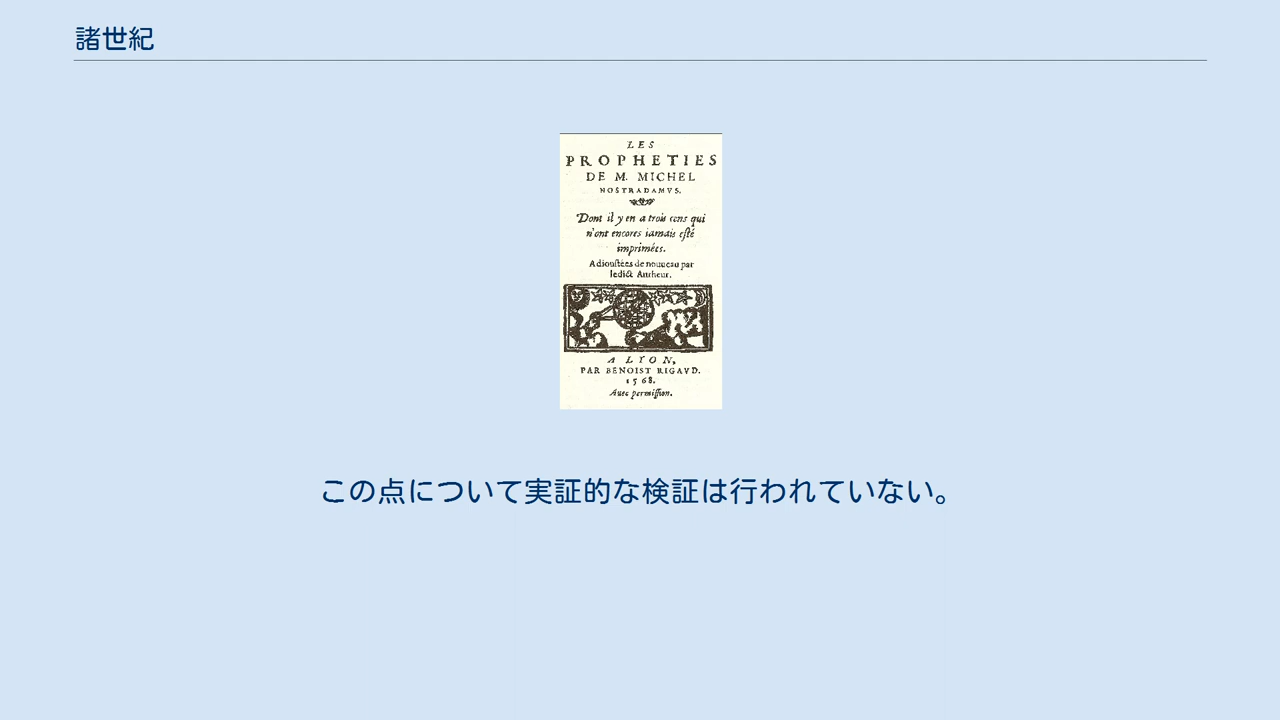 諸世紀
LES
PROPHETIES
DE M. MICHEL
NOSTRADAMVS.
Dont il y en a trois cens qui
n'ont encores iamais esté
imprimées.
Adioustées de nouueau par
ledict Autheur.
A LYON,
PAR BENOIST RIGAVD.
1568.
Auec permission.
この点について実証的な検証は行われていない。